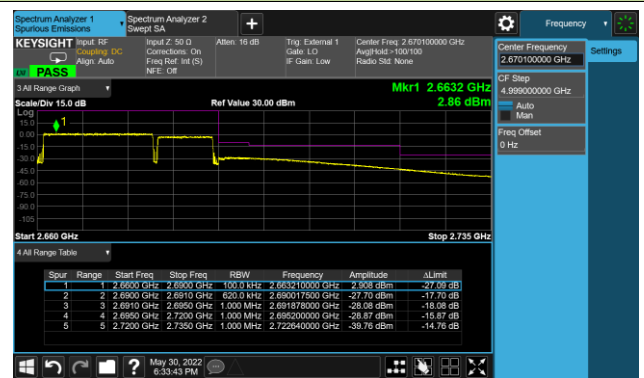 Spectrum Analyzer 1
Spurious Emissions
Spectrum Analyzer 2
Swept SA
Frequency
KEYSIGHT
Input: RF
Coupling: DC
Align: Auto
Input Z: 50 Ω
Corrections: On
Freq Ref: Int (S)
NFE: Off
Atten: 16 dB
Trig: External 1
Gate: LO
IF Gain: Low
Center Freq: 2.670100000 GHz
Avg|Hold:>100/100
Radio Std: None
PASS
Center Frequency
2.670100000 GHz
Settings
CF Step
4.999000000 GHz
Auto
Man
Freq Offset
0 Hz
3 All Range Graph
Mkr1 2.6632 GHz
Scale/Div 15.0 dB
Ref Value 30.00 dBm
2.86 dBm
Log
15.0
0.00
-15.0
-30.0
-45.0
-60.0
-75.0
-90.0
-105
1
Start 2.660 GHz
Stop 2.735 GHz
4 All Range Table
Spur Range Start Freq Stop Freq RBW Frequency Amplitude ΔLimit
1 1 2.6600 GHz 2.6900 GHz 100.0 kHz 2.663210000 GHz 2.908 dBm -27.09 dB
2 2 2.6900 GHz 2.6910 GHz 620.0 kHz 2.690017500 GHz -27.70 dBm -17.70 dB
3 3 2.6910 GHz 2.6950 GHz 1.000 MHz 2.691878000 GHz -28.08 dBm -18.08 dB
4 4 2.6950 GHz 2.7200 GHz 1.000 MHz 2.695200000 GHz -28.87 dBm -15.87 dB
5 5 2.7200 GHz 2.7350 GHz 1.000 MHz 2.722640000 GHz -39.76 dBm -14.76 dB
May 30, 2022
6:33:43 PM